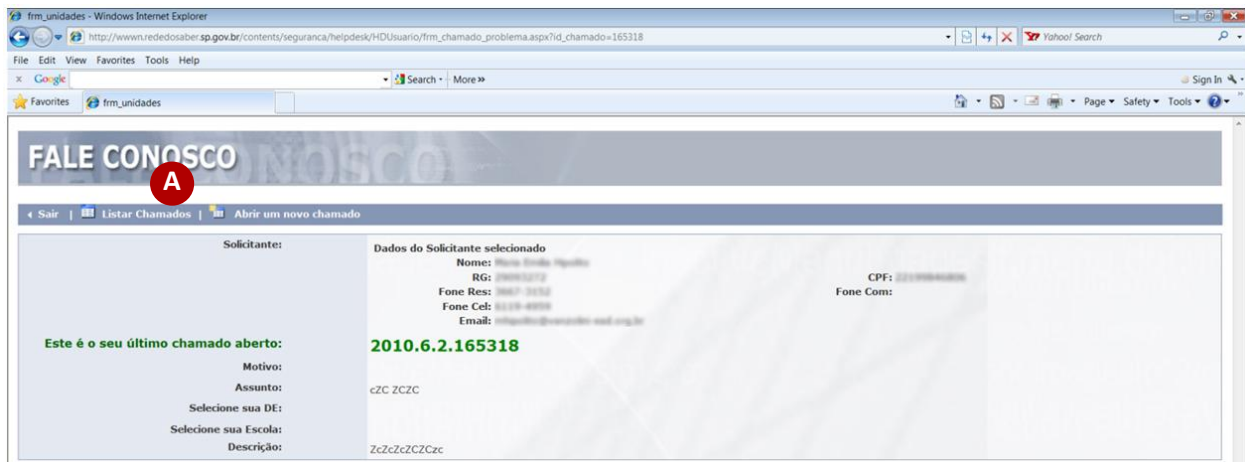 frm_unidades - Windows Internet Explorer
http://wwwn.rededosaber.sp.gov.br/contents/seguranca/helpdesk/HDUsuario/frm_chamado_problema.aspx?id_chamado=165318
Yahoo! Search
File Edit View Favorites Tools Help
x Google Search More »
Sign In
Favorites frm_unidades Page Safety Tools
FALE CONOSCO
A
Sair | Listar Chamados | Abrir um novo chamado
Solicitante: Dados do Solicitante selecionado
Nome:
RG: CPF:
Fone Res: Fone Com:
Fone Cel:
Email:
Este é o seu último chamado aberto: 2010.6.2.165318
Motivo:
Assunto: cZC ZCZC
Selecione sua DE:
Selecione sua Escola:
Descrição: ZcZcZcZCZCzc